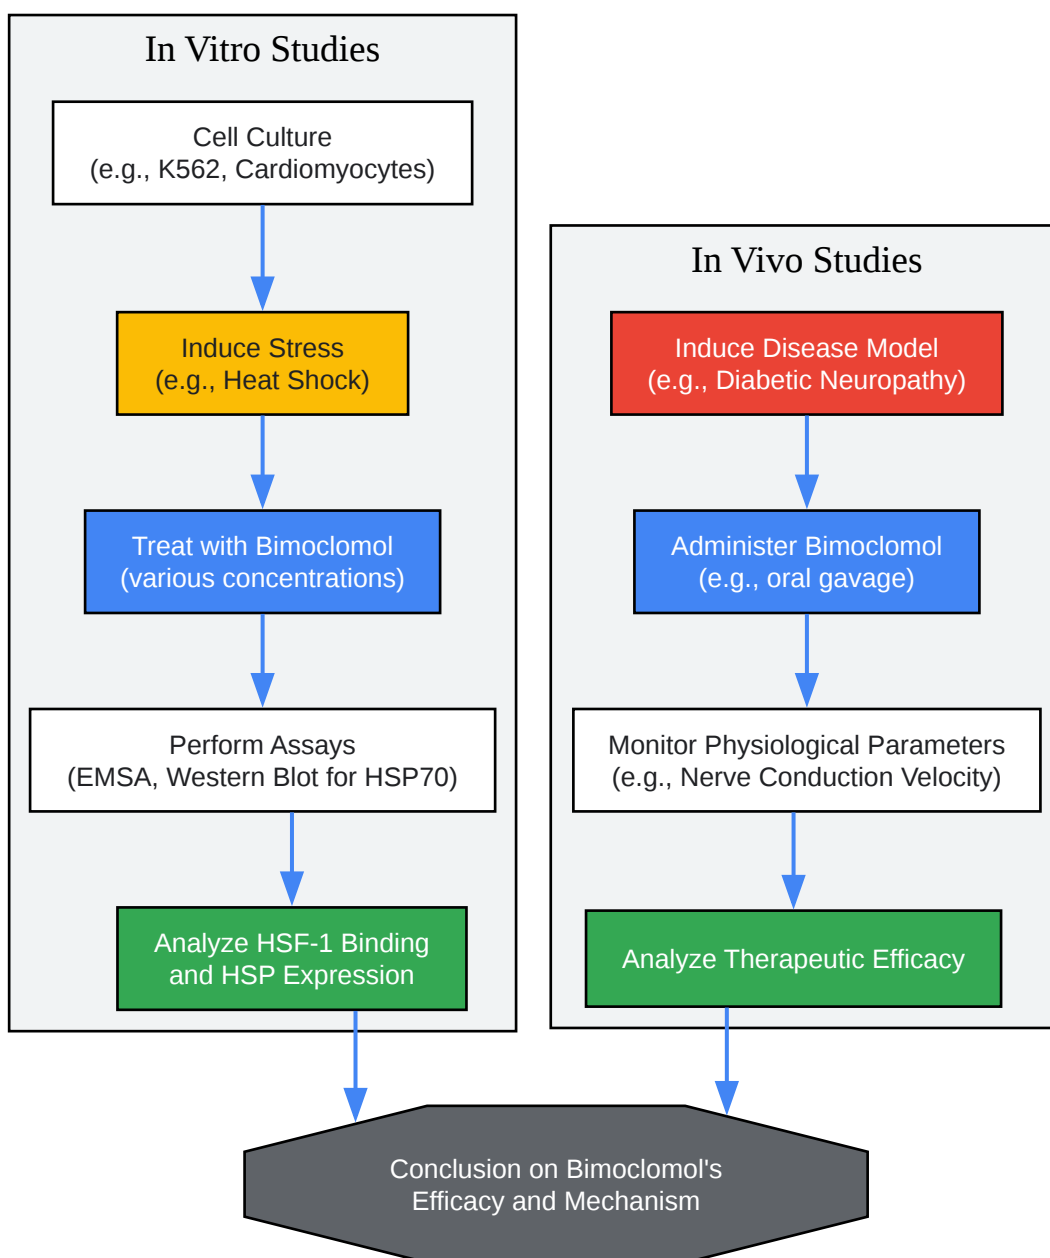 In Vitro Studies
Cell Culture
(e.g., K562, Cardiomyocytes)
Induce Stress
(e.g., Heat Shock)
Treat with Bimoclomol
(various concentrations)
Perform Assays
(EMSA, Western Blot for HSP70)
Analyze HSF-1 Binding
and HSP Expression
In Vivo Studies
Induce Disease Model
(e.g., Diabetic Neuropathy)
Administer Bimoclomol
(e.g., oral gavage)
Monitor Physiological Parameters
(e.g., Nerve Conduction Velocity)
Analyze Therapeutic Efficacy
Conclusion on Bimoclomol's
Efficacy and Mechanism